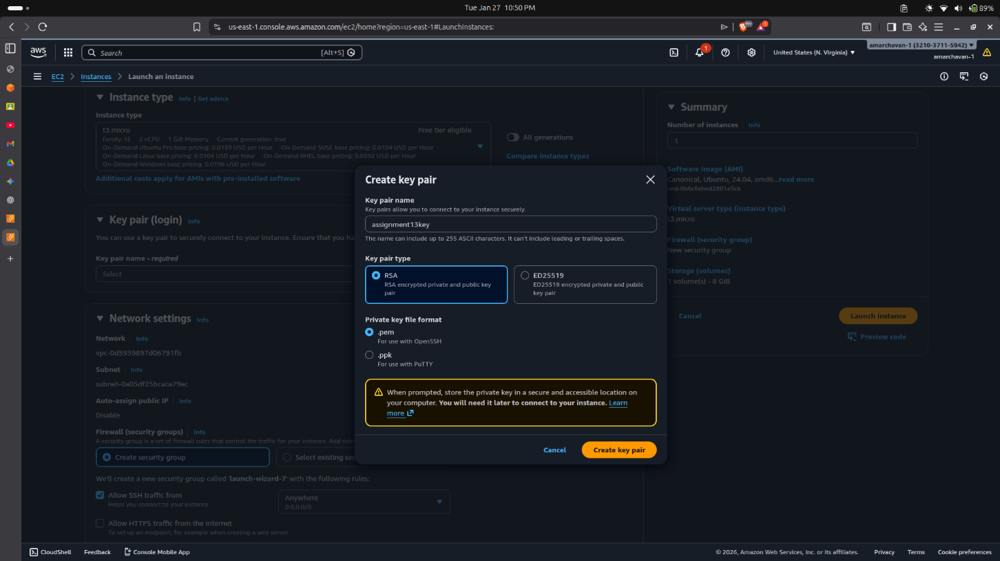 Tue Jan 27 10:50 PM
89%
us-east-1.console.aws.amazon.com/ec2/home?region=us-east-1#LaunchInstances:
99+
1
aws
Search
[Alt+S]
1
United States (N. Virginia)
amarchavan-1 (3210-3711-5942)
amarchavan-1
EC2
Instances
Launch an instance
Instance type Info | Get advice
Instance type
t3.micro
Free tier eligible
Family: t3 2 vCPU 1 GiB Memory Current generation: true
On-Demand Ubuntu Pro base pricing: 0.0139 USD per Hour On-Demand SUSE base pricing: 0.0104 USD per Hour
On-Demand Linux base pricing: 0.0104 USD per Hour On-Demand RHEL base pricing: 0.0392 USD per Hour
On-Demand Windows base pricing: 0.0196 USD per Hour
All generations
Compare instance types
Additional costs apply for AMIs with pre-installed software
Key pair (login) Info
You can use a key pair to securely connect to your instance. Ensure that you ha
Key pair name - required
Select
Network settings Info
Network Info
vpc-0d5939897d06791fb
Subnet Info
subnet-0a05df25bcaca79ec
Auto-assign public IP Info
Disable
Firewall (security groups) Info
A security group is a set of firewall rules that control the traffic for your instance. Add rule
Create security group
Select existing sec
We'll create a new security group called 'launch-wizard-7' with the following rules:
Allow SSH traffic from
Helps you connect to your instance
Anywhere
0.0.0.0/0
Allow HTTPS traffic from the internet
To set up an endpoint, for example when creating a web server
Create key pair
Key pair name
Key pairs allow you to connect to your instance securely.
assignment13key
The name can include up to 255 ASCII characters. It can't include leading or trailing spaces.
Key pair type
RSA
RSA encrypted private and public key
pair
ED25519
ED25519 encrypted private and public
key pair
Private key file format
.pem
For use with OpenSSH
.ppk
For use with PuTTY
When prompted, store the private key in a secure and accessible location on
your computer. You will need it later to connect to your instance. Learn
more
Cancel
Create key pair
Summary
Number of instances Info
1
Software Image (AMI)
Canonical, Ubuntu, 24.04, amd6...read more
ami-0b6c6ebed2801a5cb
Virtual server type (instance type)
t3.micro
Firewall (security group)
New security group
Storage (volumes)
1 volume(s) - 8 GiB
Cancel
Launch instance
Preview code
CloudShell
Feedback
Console Mobile App
© 2026, Amazon Web Services, Inc. or its affiliates.
Privacy
Terms
Cookie preferences